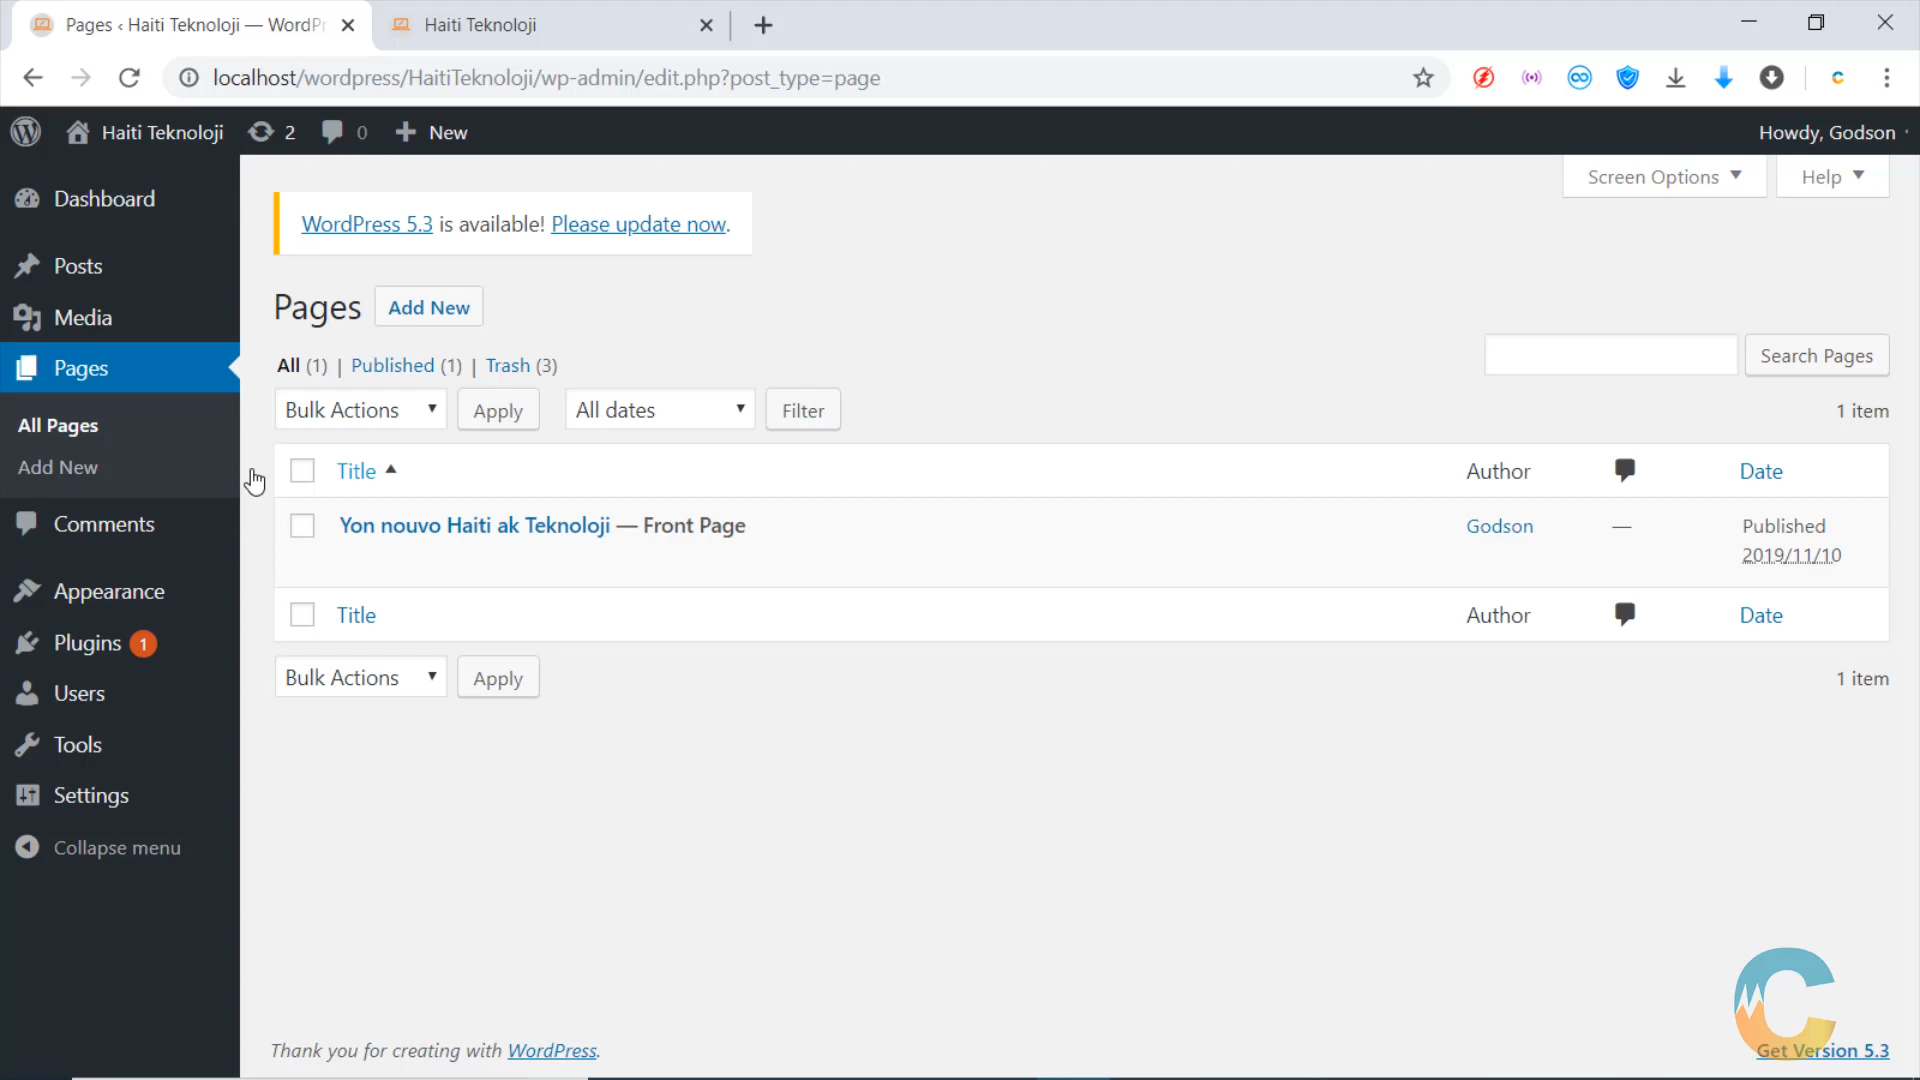 Pages ‹ Haiti Teknoloji — WordPr
Haiti Teknoloji
localhost/wordpress/HaitiTeknoloji/wp-admin/edit.php?post_type=page
Haiti Teknoloji 2 0 New
Howdy, Godson
Screen Options
Help
Dashboard
Posts
Media
Pages
All Pages
Add New
Comments
Appearance
Plugins 1
Users
Tools
Settings
Collapse menu
WordPress 5.3 is available! Please update now.
Pages Add New
All (1) | Published (1) | Trash (3)
Search Pages
Bulk Actions Apply All dates Filter
1 item
Title Author Date
Yon nouvo Haiti ak Teknoloji — Front Page Godson — Published
2019/11/10
Title Author Date
Bulk Actions Apply
1 item
Thank you for creating with WordPress.
Get Version 5.3